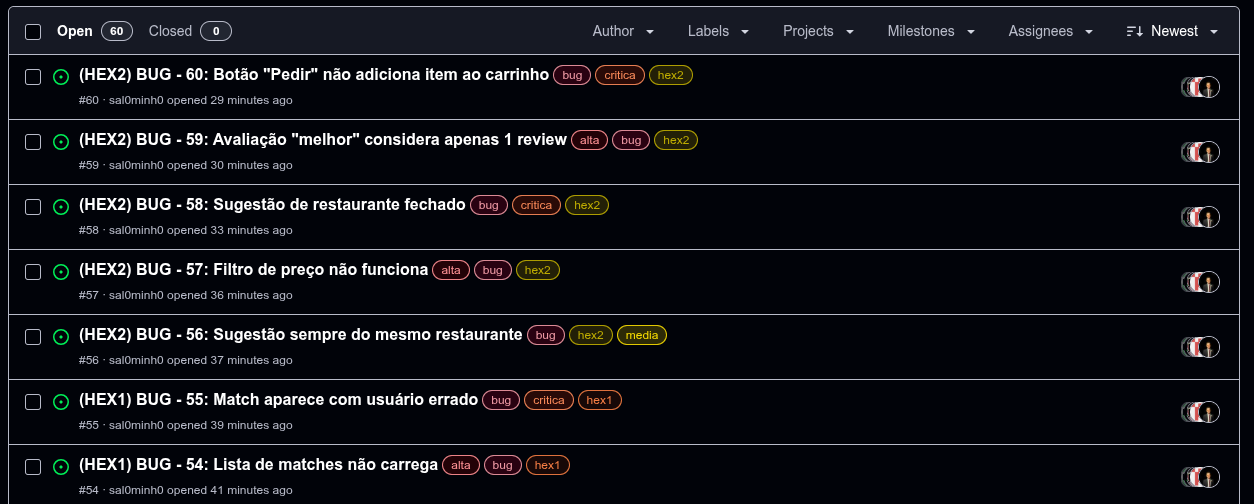 Open 60 Closed 0 Author Labels Projects Milestones Assignees Newest
(HEX2) BUG - 60: Botão "Pedir" não adiciona item ao carrinho bug critica hex2
#60 · sal0minh0 opened 29 minutes ago
(HEX2) BUG - 59: Avaliação "melhor" considera apenas 1 review alta bug hex2
#59 · sal0minh0 opened 30 minutes ago
(HEX2) BUG - 58: Sugestão de restaurante fechado bug critica hex2
#58 · sal0minh0 opened 33 minutes ago
(HEX2) BUG - 57: Filtro de preço não funciona alta bug hex2
#57 · sal0minh0 opened 36 minutes ago
(HEX2) BUG - 56: Sugestão sempre do mesmo restaurante bug hex2 media
#56 · sal0minh0 opened 37 minutes ago
(HEX1) BUG - 55: Match aparece com usuário errado bug critica hex1
#55 · sal0minh0 opened 39 minutes ago
(HEX1) BUG - 54: Lista de matches não carrega alta bug hex1
#54 · sal0minh0 opened 41 minutes ago